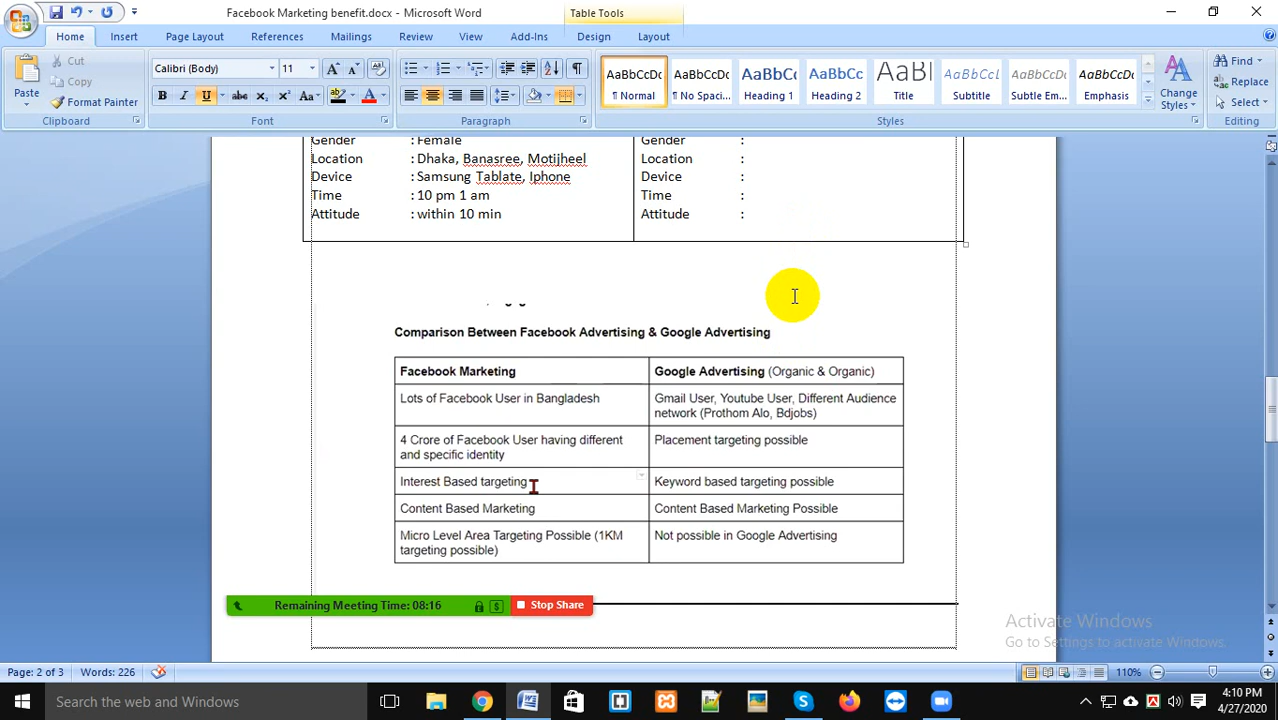 Facebook Marketing benefit.docx - Microsoft Word
Table Tools
Home Insert Page Layout References Mailings Review View Add-Ins Design Layout
Cut
Copy
Format Painter
Paste
Clipboard
Calibri (Body) 11
Font
Paragraph
AaBbCcDc AaBbCcDc AaBbCc AaBbCc AaBl AaBbCcL AaBbCcDc AaBbCcDc
¶ Normal ¶ No Spaci... Heading 1 Heading 2 Title Subtitle Subtle Em... Emphasis
Change Styles
Styles
Find
Replace
Select
Editing
Gender : Female Gender :
Location : Dhaka, Banasree, Motijheel Location :
Device : Samsung Tablate, Iphone Device :
Time : 10 pm 1 am Time :
Attitude : within 10 min Attitude :
Comparison Between Facebook Advertising & Google Advertising
Facebook Marketing Google Advertising (Organic & Organic)
Lots of Facebook User in Bangladesh Gmail User, Youtube User, Different Audience
network (Prothom Alo, Bdjobs)
4 Crore of Facebook User having different Placement targeting possible
and specific identity
Interest Based targeting Keyword based targeting possible
Content Based Marketing Content Based Marketing Possible
Micro Level Area Targeting Possible (1KM Not possible in Google Advertising
targeting possible)
Remaining Meeting Time: 08:16 Stop Share
Activate Windows
Go to Settings to activate Windows.
Page: 2 of 3 Words: 226 110%
Search the web and Windows
4:10 PM
4/27/2020